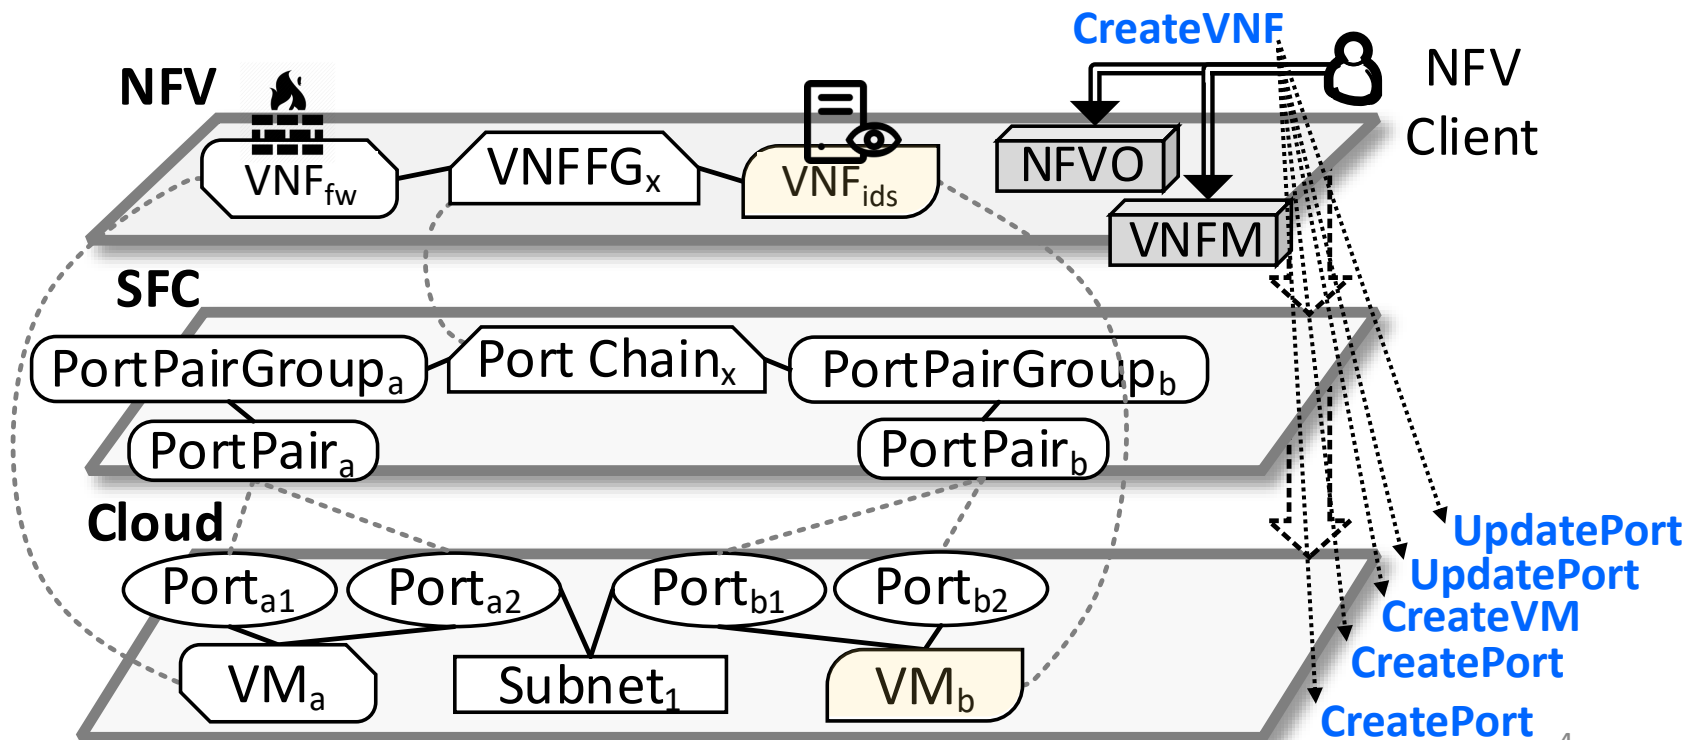 CreateVNF
NFV
NFV
Client
VNFfw
VNFFGx
VNFids
NFVO
VNFM
SFC
PortPairGroupa
Port Chainx
PortPairGroupb
PortPaira
PortPairb
Cloud
UpdatePort
UpdatePort
CreateVM
CreatePort
CreatePort
Porta1
Porta2
Portb1
Portb2
VMa
Subnet1
VMb